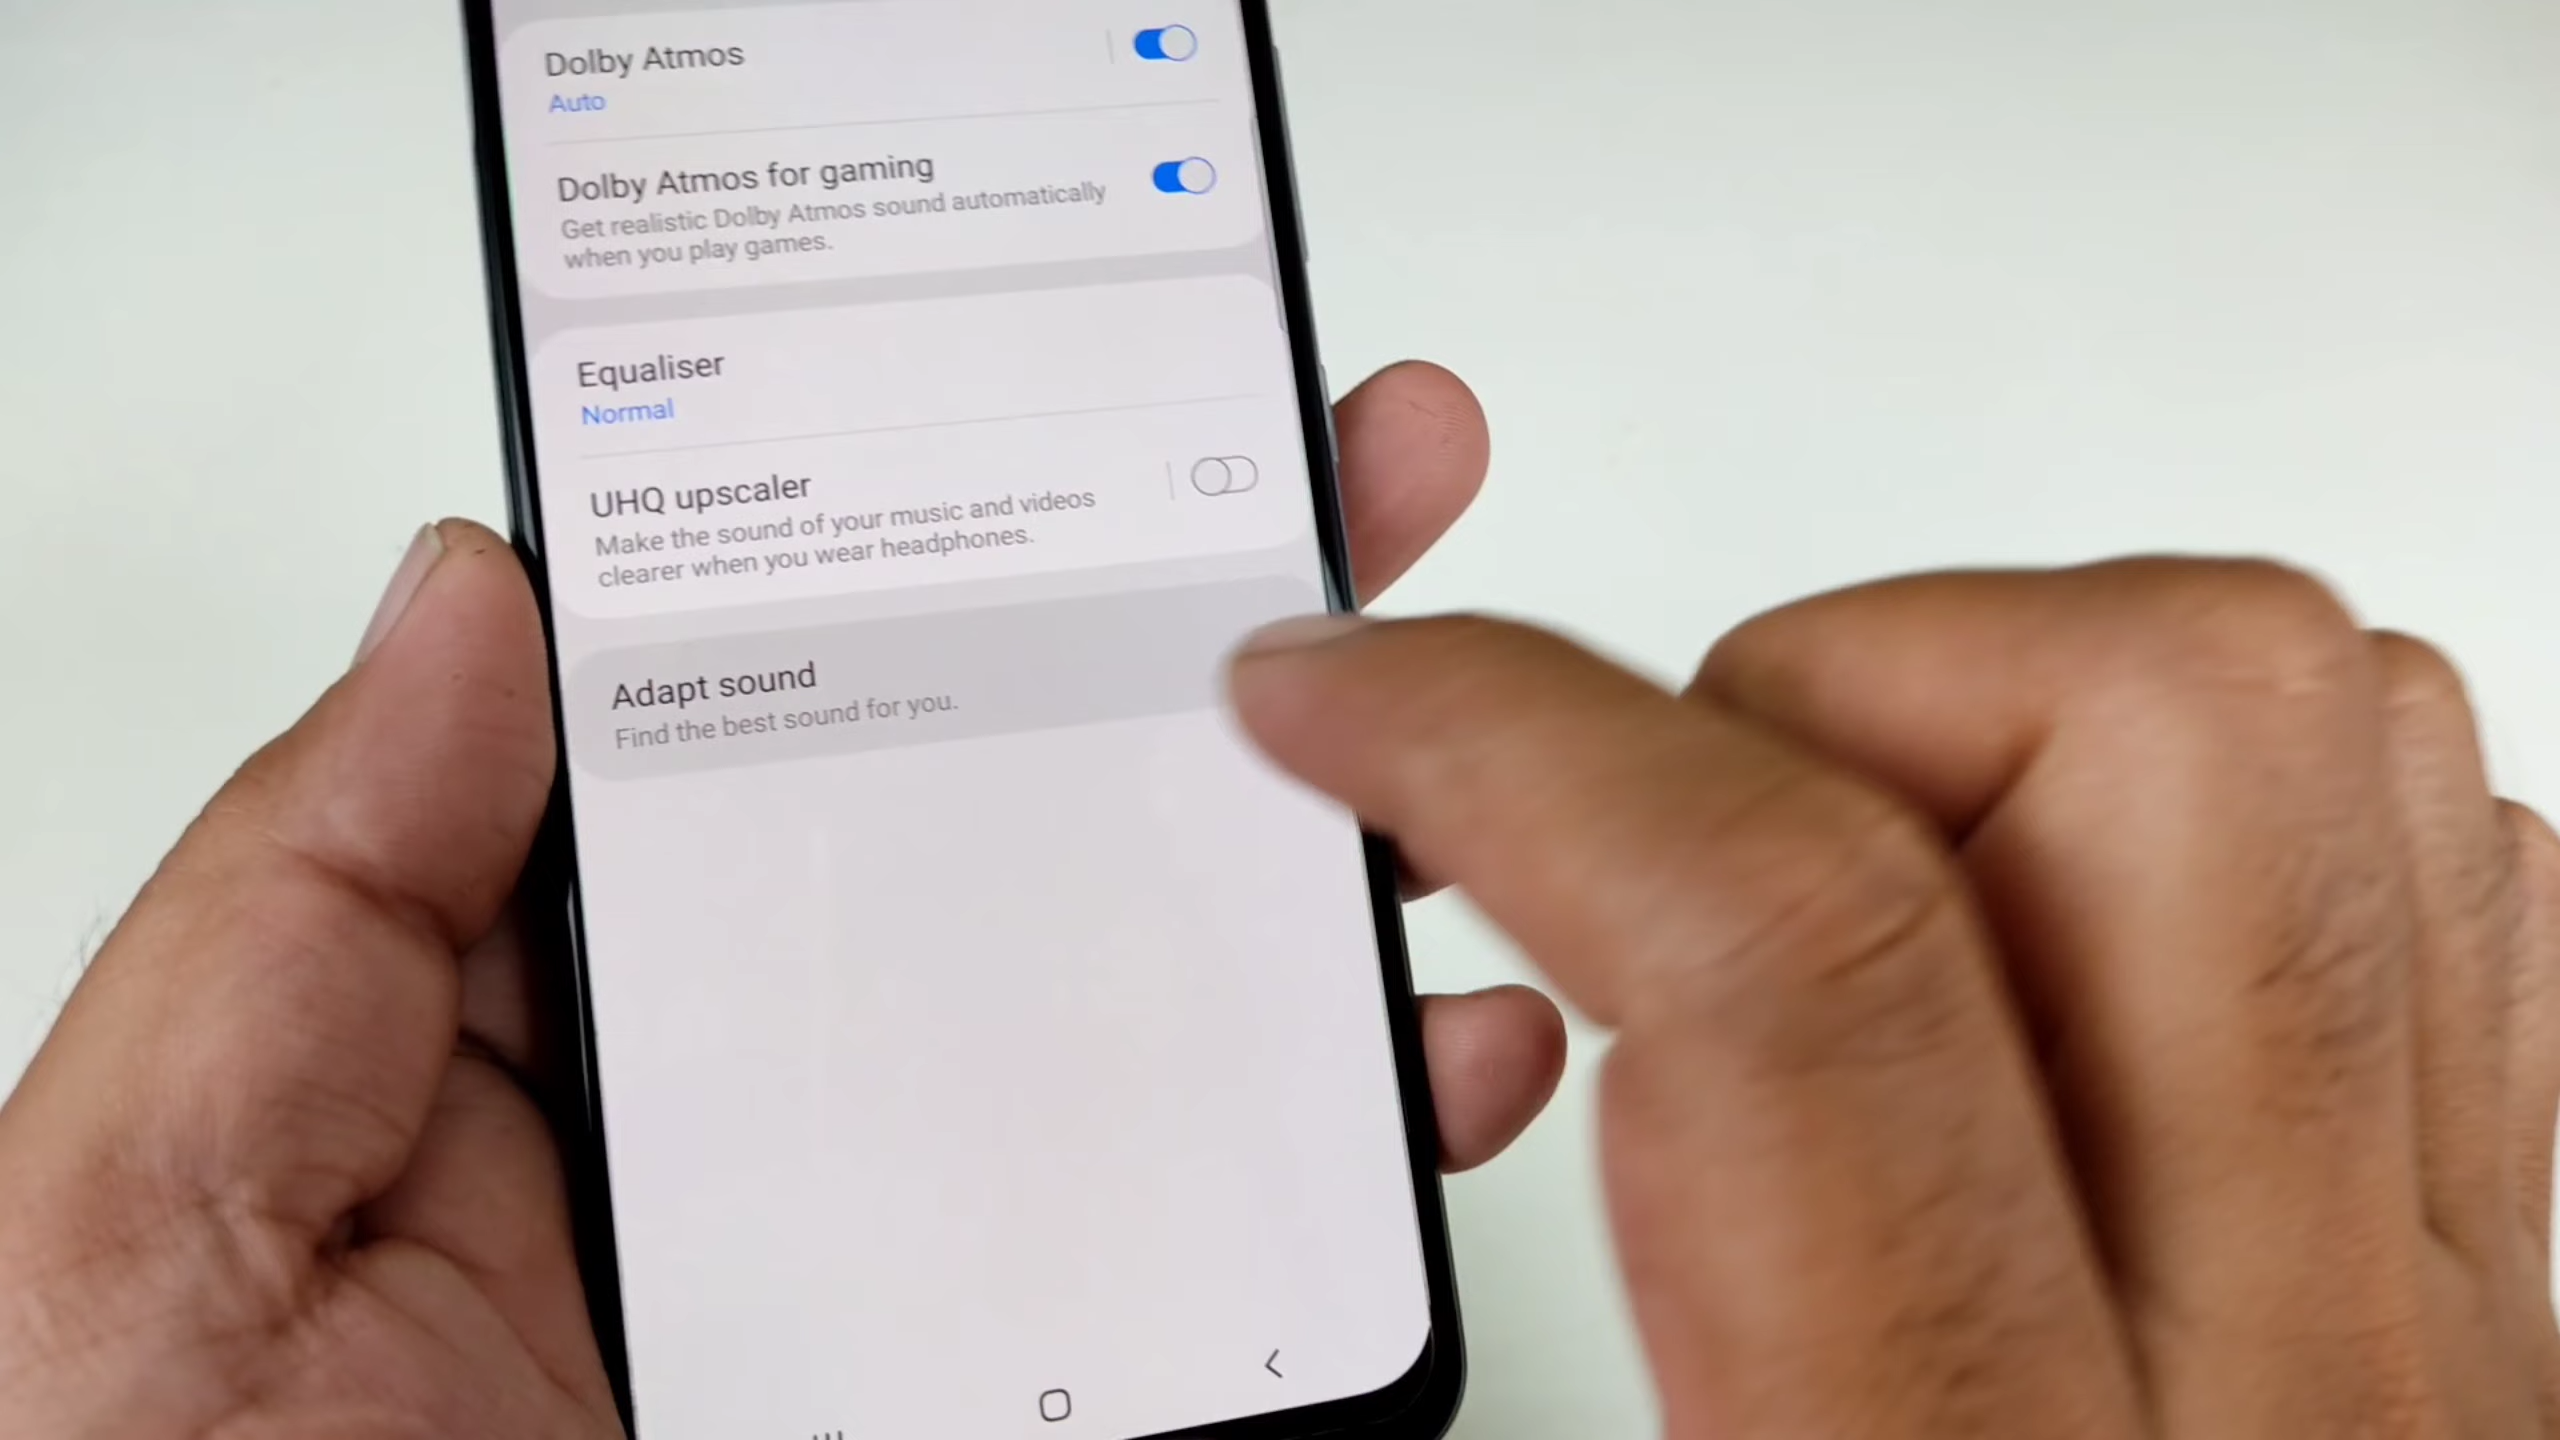 Dolby Atmos
Auto
Dolby Atmos for gaming
Get realistic Dolby Atmos sound automatically
when you play games.
Equaliser
Normal
UHQ upscaler
Make the sound of your music and videos
clearer when you wear headphones.
Adapt sound
Find the best sound for you.